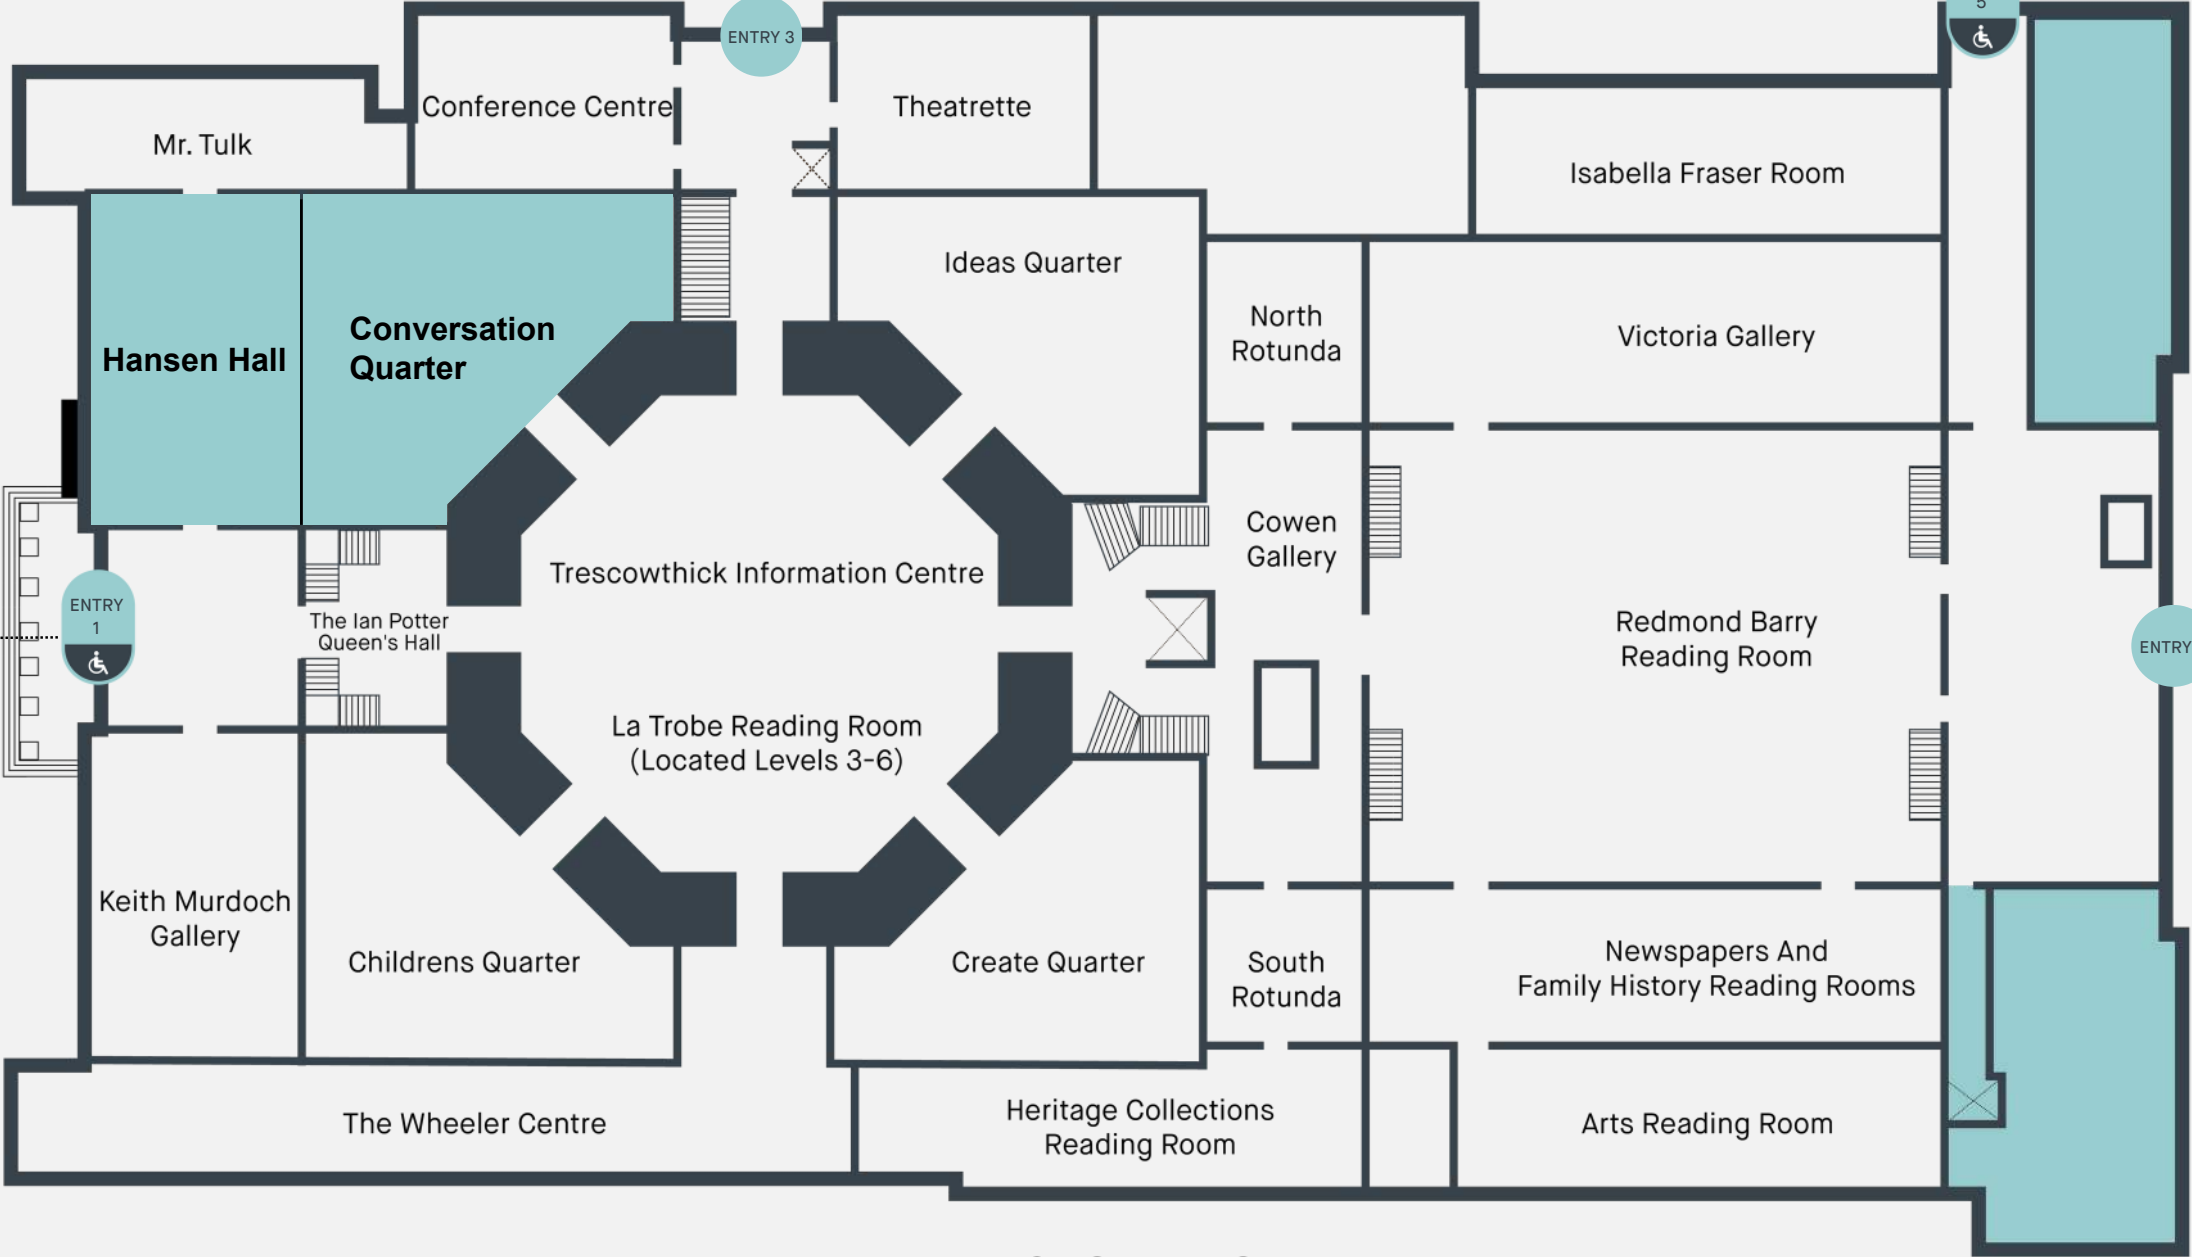 5
ENTRY 3
Conference Centre
Theatrette
Mr. Tulk
Isabella Fraser Room
Ideas Quarter
North
Rotunda
Victoria Gallery
Conversation
Quarter
Hansen Hall
Cowen
Gallery
Trescowthick Information Centre
ENTRY
1
The Ian Potter
Queen's Hall
Redmond Barry
Reading Room
ENTRY
La Trobe Reading Room
(Located Levels 3-6)
Keith Murdoch
Gallery
Childrens Quarter
Create Quarter
South
Rotunda
Newspapers And
Family History Reading Rooms
The Wheeler Centre
Heritage Collections
Reading Room
Arts Reading Room